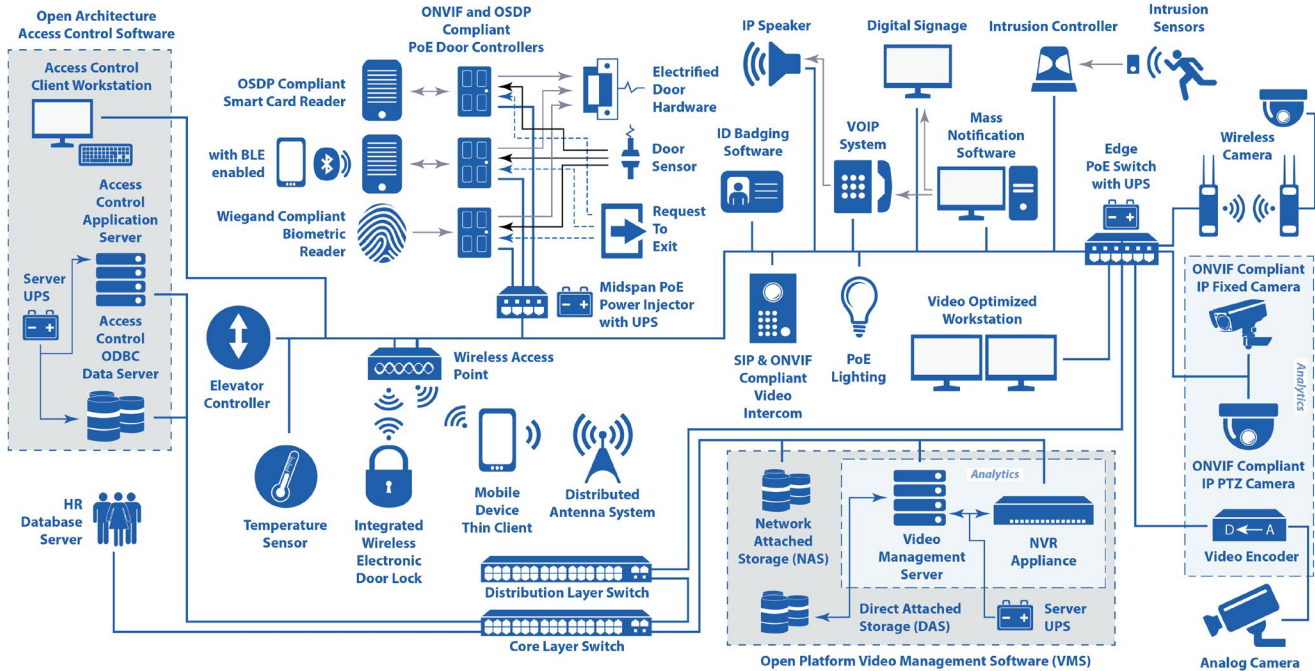 Open Architecture
Access Control Software
Access Control
Client Workstation
Access
Control
Application
Server
Server
UPS
Access
Control
ODBC
Data Server
HR
Database
Server
ONVIF and OSDP
Compliant
PoE Door Controllers
OSDP Compliant
Smart Card Reader
with BLE
enabled
Wiegand Compliant
Biometric
Reader
Electrified
Door
Hardware
Door
Sensor
Request
To
Exit
Midspan PoE
Power Injector
with UPS
Elevator
Controller
Temperature
Sensor
Wireless Access
Point
Integrated
Wireless
Electronic
Door Lock
Mobile
Device
Thin Client
Distributed
Antenna System
Distribution Layer Switch
Core Layer Switch
IP Speaker
Digital Signage
Intrusion Controller
Intrusion
Sensors
ID Badging
Software
VOIP
System
Mass
Notification
Software
Edge
PoE Switch
with UPS
Wireless
Camera
SIP & ONVIF
Compliant
Video
Intercom
PoE
Lighting
Video Optimized
Workstation
ONVIF Compliant
IP Fixed Camera
Analytics
ONVIF Compliant
IP PTZ Camera
D A
Video Encoder
Analog Camera
Network
Attached
Storage (NAS)
Analytics
Video
Management
Server
NVR
Appliance
Direct Attached
Storage (DAS)
Server
UPS
Open Platform Video Management Software (VMS)